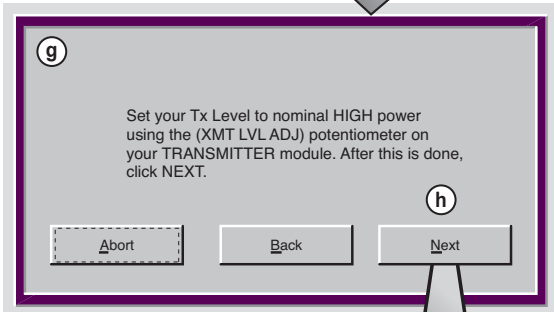 g
Set your Tx Level to nominal HIGH power
using the (XMT LVL ADJ) potentiometer on
your TRANSMITTER module. After this is done,
click NEXT.
h
Abort Back Next